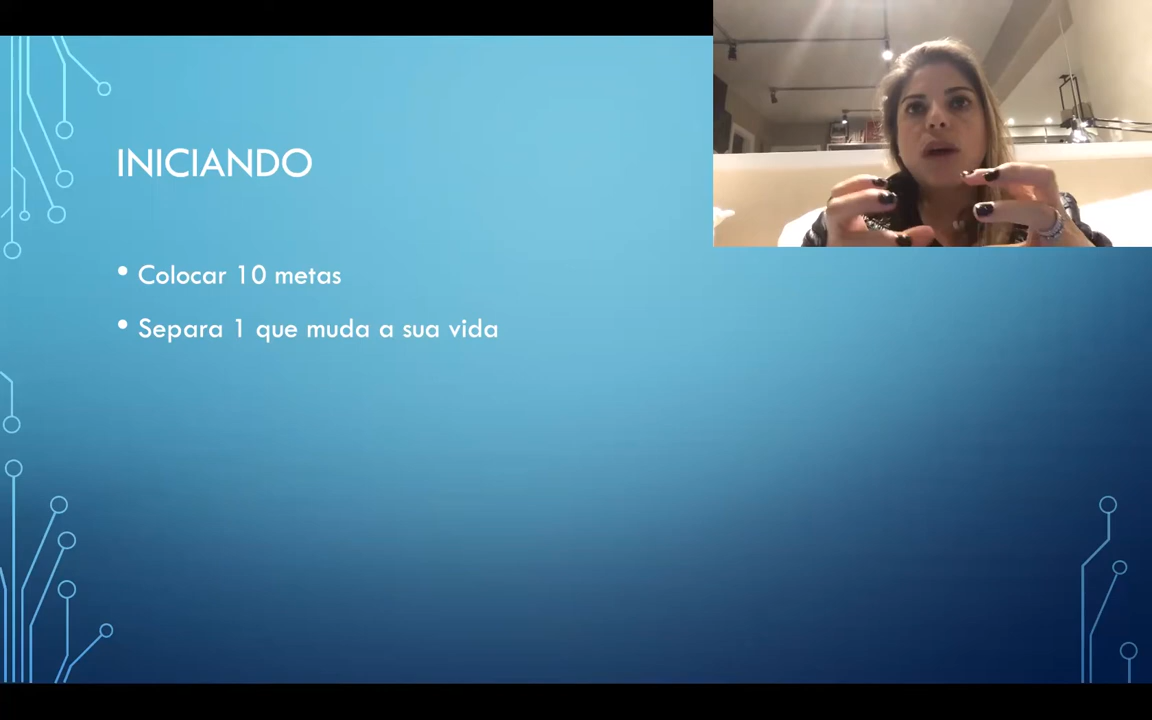 INICIANDO
• Colocar 10 metas
• Separa 1 que muda a sua vida